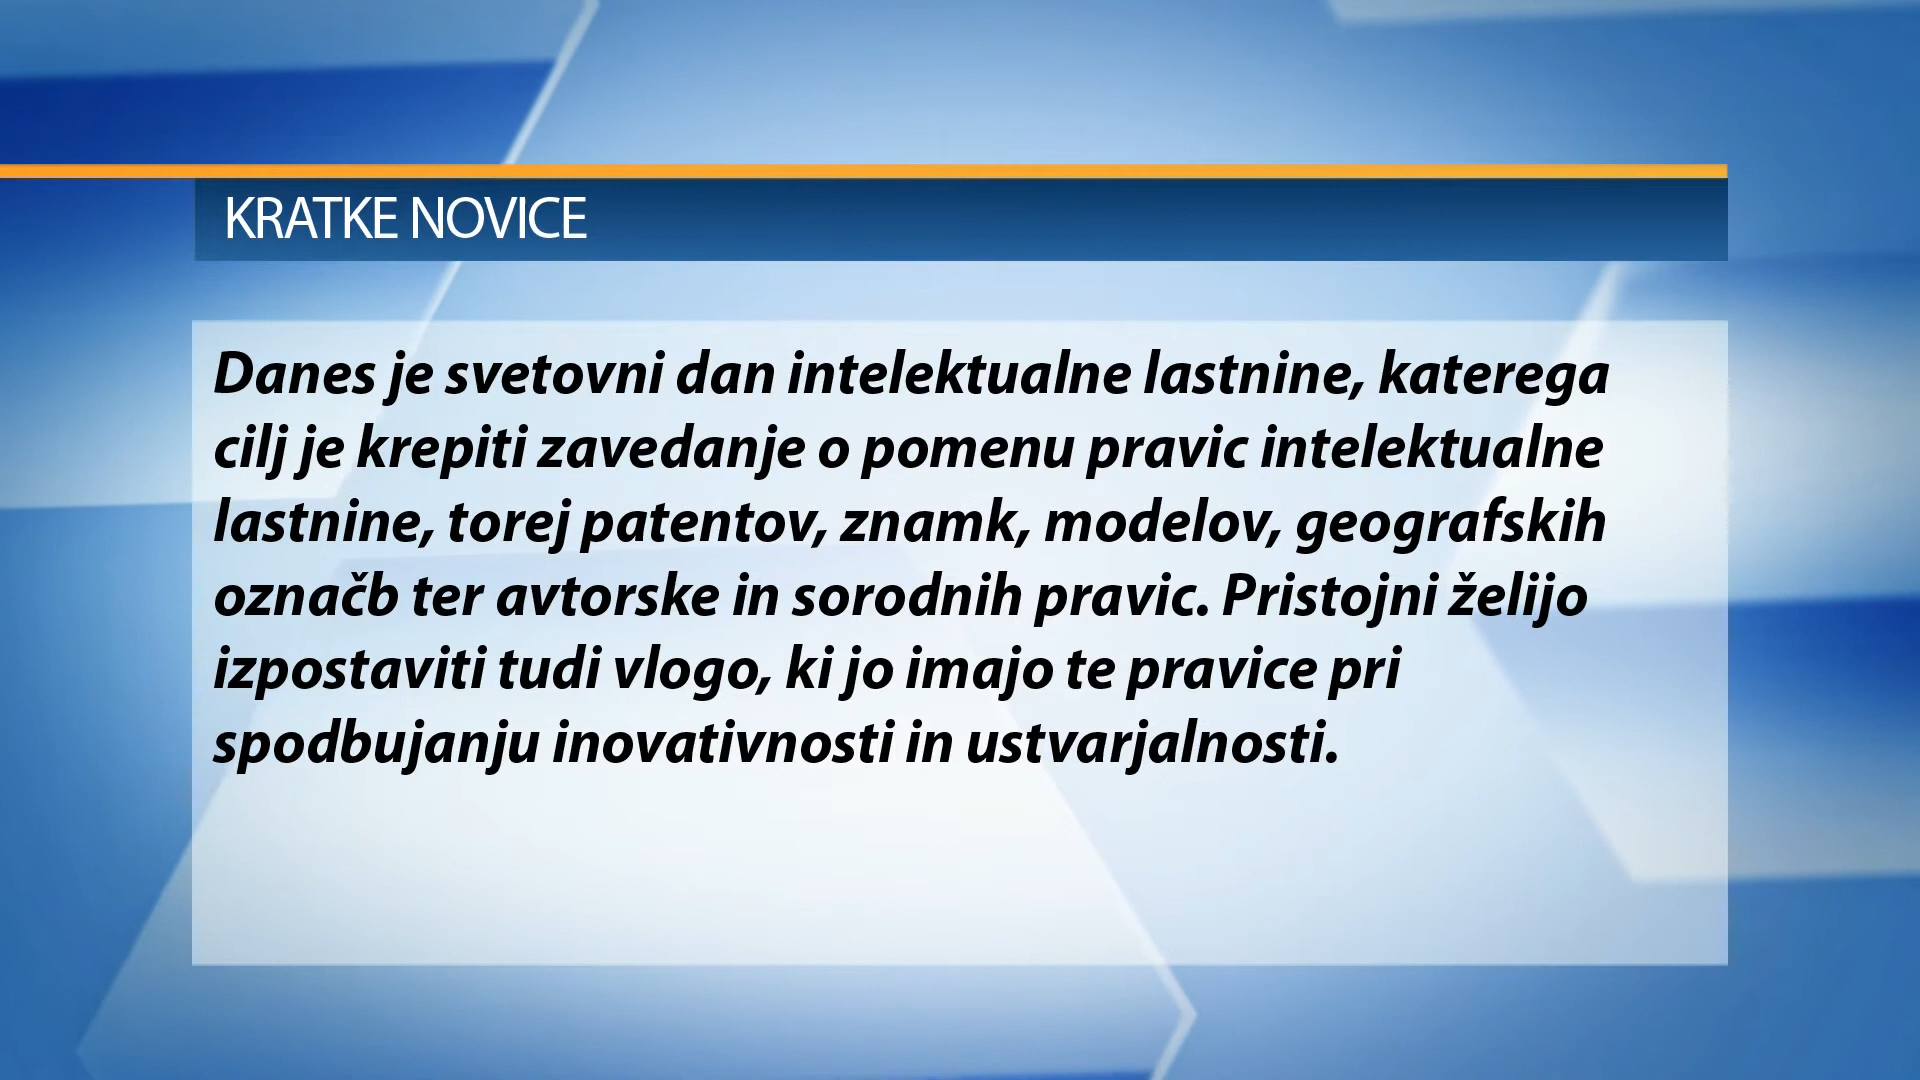 KRATKE NOVICE
Danes je svetovni dan intelektualne lastnine, katerega
cilj je krepiti zavedanje o pomenu pravic intelektualne
lastnine, torej patentov, znamk, modelov, geografskih
označb ter avtorske in sorodnih pravic. Pristojni želijo
izpostaviti tudi vlogo, ki jo imajo te pravice pri
spodbujanju inovativnosti in ustvarjalnosti.